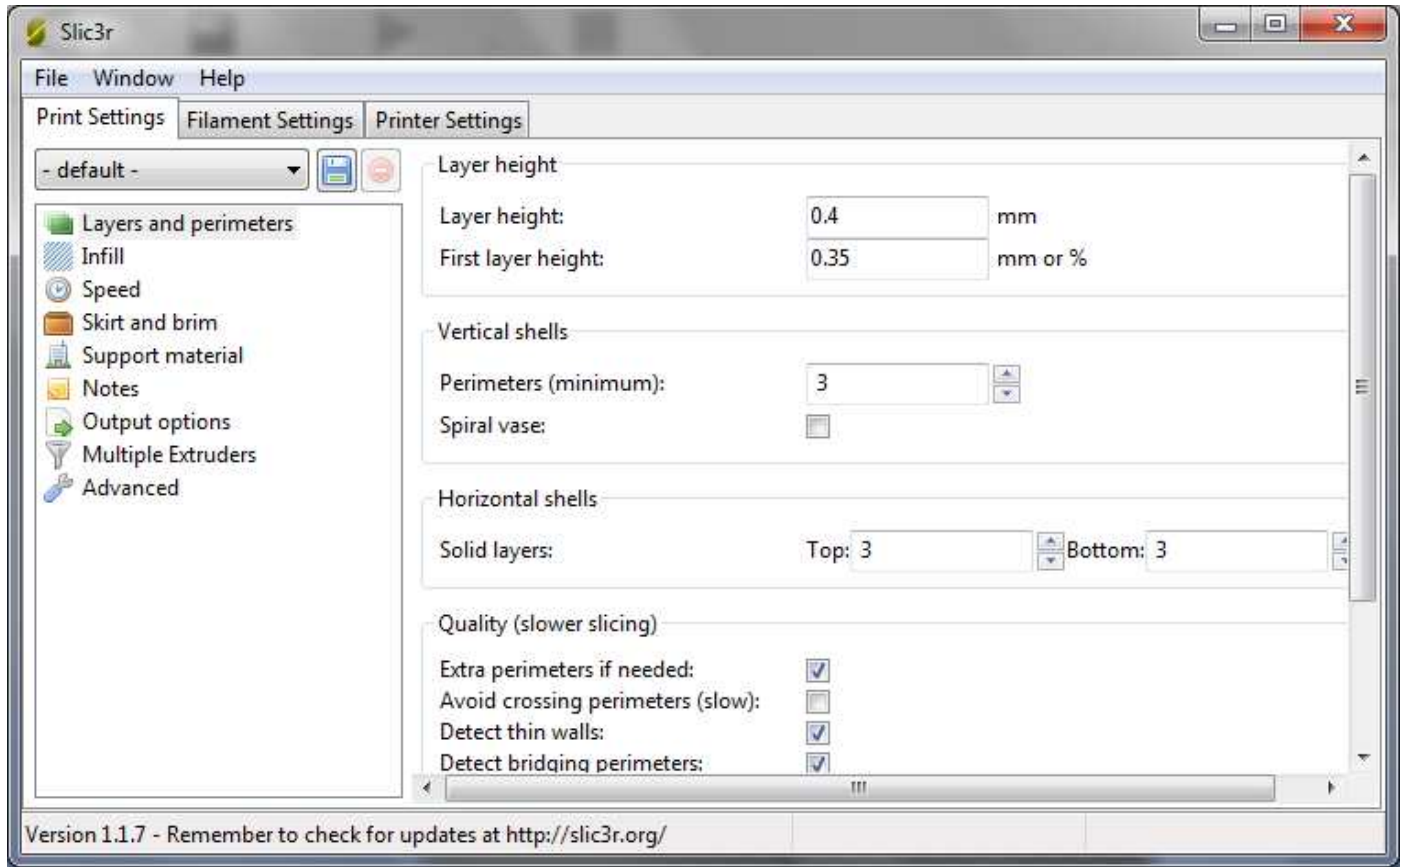 Slic3r
File Window Help
Print Settings Filament Settings Printer Settings
- default -
Layers and perimeters
Infill
Speed
Skirt and brim
Support material
Notes
Output options
Multiple Extruders
Advanced
Layer height
Layer height: 0.4 mm
First layer height: 0.35 mm or %
Vertical shells
Perimeters (minimum): 3
Spiral vase:
Horizontal shells
Solid layers: Top: 3 Bottom: 3
Quality (slower slicing)
Extra perimeters if needed:
Avoid crossing perimeters (slow):
Detect thin walls:
Detect bridging perimeters:
Version 1.1.7 - Remember to check for updates at http://slic3r.org/